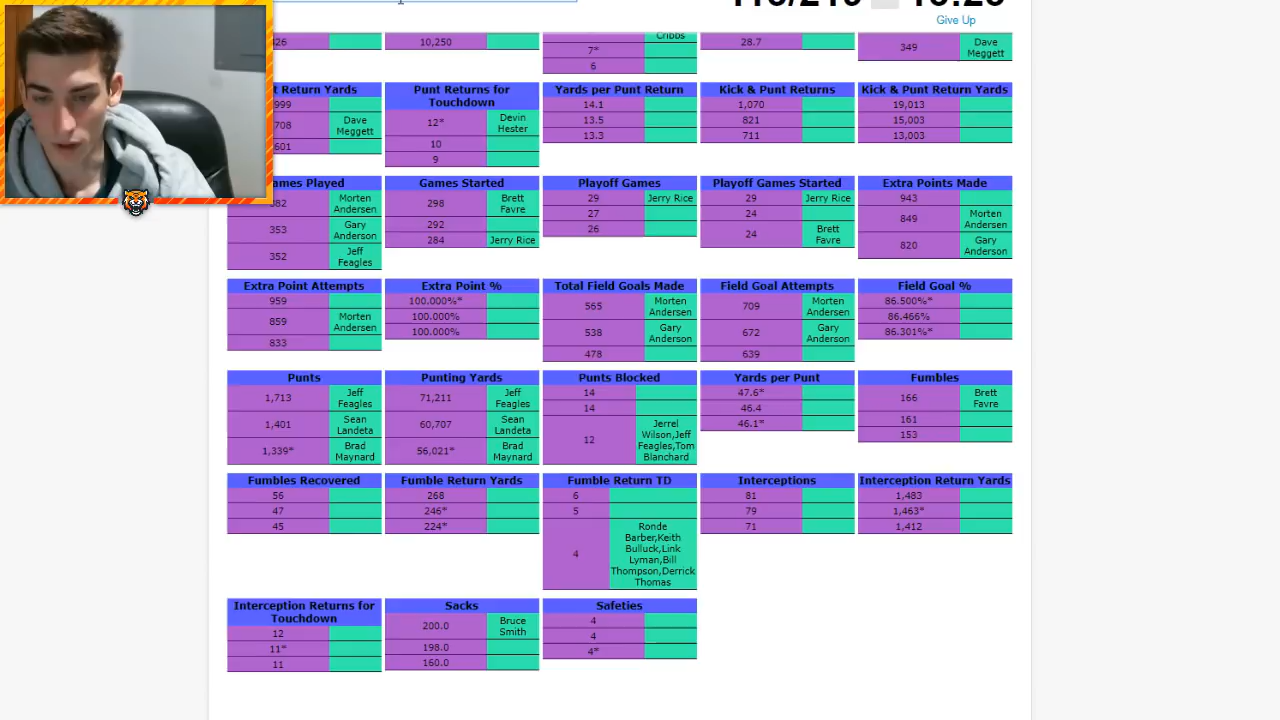 Give Up
10,250
7*
Cribbs
6
28.7
349 Dave Meggett
Return Yards
Dave Meggett
Punt Returns for Touchdown
12* Devin Hester
10
9
Yards per Punt Return
14.1
13.5
13.3
Kick & Punt Returns
1,070
821
711
Kick & Punt Return Yards
19,013
15,003
13,003
Games Played
Morten Andersen
353 Gary Anderson
352 Jeff Feagles
Games Started
298 Brett Favre
292
284 Jerry Rice
Playoff Games
29 Jerry Rice
27
26
Playoff Games Started
29 Jerry Rice
24
24 Brett Favre
Extra Points Made
943
849 Morten Andersen
820 Gary Anderson
Extra Point Attempts
959
859 Morten Andersen
833
Extra Point %
100.000%*
100.000%
100.000%
Total Field Goals Made
565 Morten Andersen
538 Gary Anderson
478
Field Goal Attempts
709 Morten Andersen
672 Gary Anderson
639
Field Goal %
86.500%*
86.466%
86.301%*
Punts
1,713 Jeff Feagles
1,401 Sean Landeta
1,339* Brad Maynard
Punting Yards
71,211 Jeff Feagles
60,707 Sean Landeta
56,021* Brad Maynard
Punts Blocked
14
14
12 Jerrel Wilson,Jeff Feagles,Tom Blanchard
Yards per Punt
47.6*
46.4
46.1*
Fumbles
166 Brett Favre
161
153
Fumbles Recovered
56
47
45
Fumble Return Yards
268
246*
224*
Fumble Return TD
6
5
4 Ronde Barber,Keith Bulluck,Link Lyman,Bill Thompson,Derrick Thomas
Interceptions
81
79
71
Interception Return Yards
1,483
1,463*
1,412
Interception Returns for Touchdown
12
11*
11
Sacks
200.0 Bruce Smith
198.0
160.0
Safeties
4
4
4*